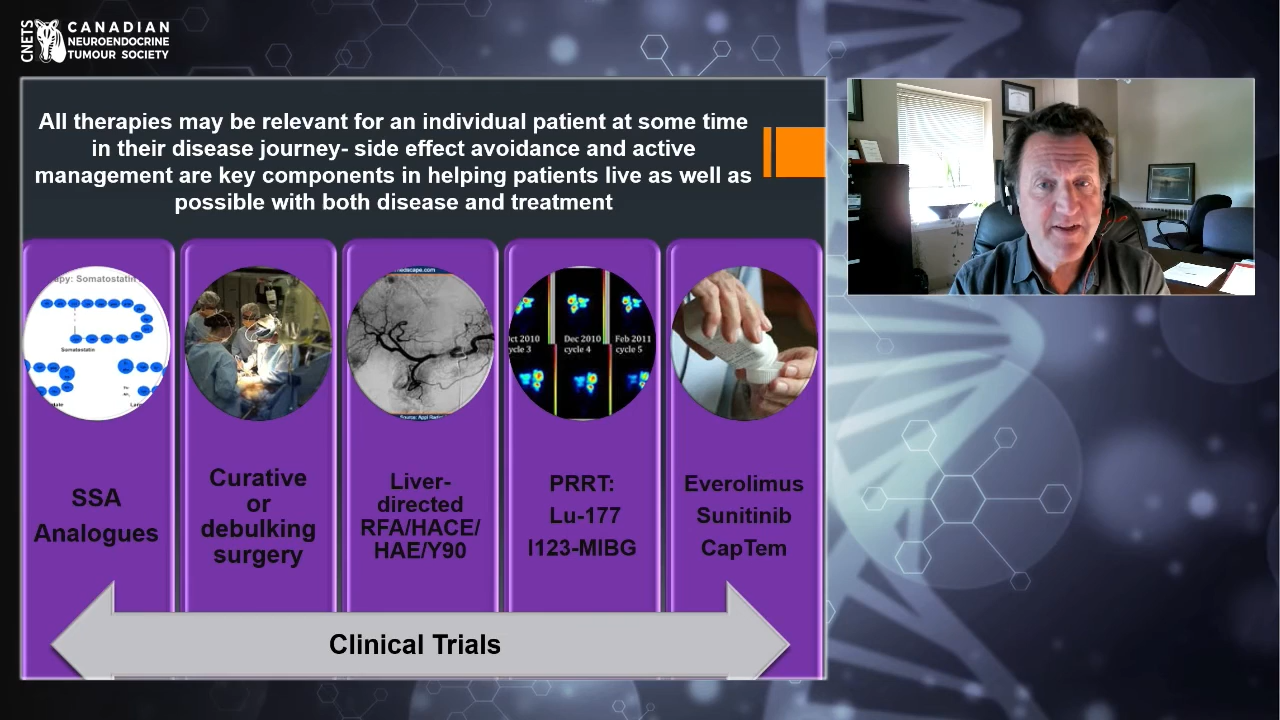 CNETS
CANADIAN
NEUROENDOCRINE
TUMOUR SOCIETY
All therapies may be relevant for an individual patient at some time
in their disease journey- side effect avoidance and active
management are key components in helping patients live as well as
possible with both disease and treatment
apy: Somatostatin
Somatostatin
medscape.com
Oct 2010
cycle 3
Dec 2010
cycle 4
Feb 2011
cycle 5
SSA
Analogues
Curative
or
debulking
surgery
Liver-
directed
RFA/HACE/
HAE/Y90
PRRT:
Lu-177
I123-MIBG
Everolimus
Sunitinib
CapTem
Clinical Trials